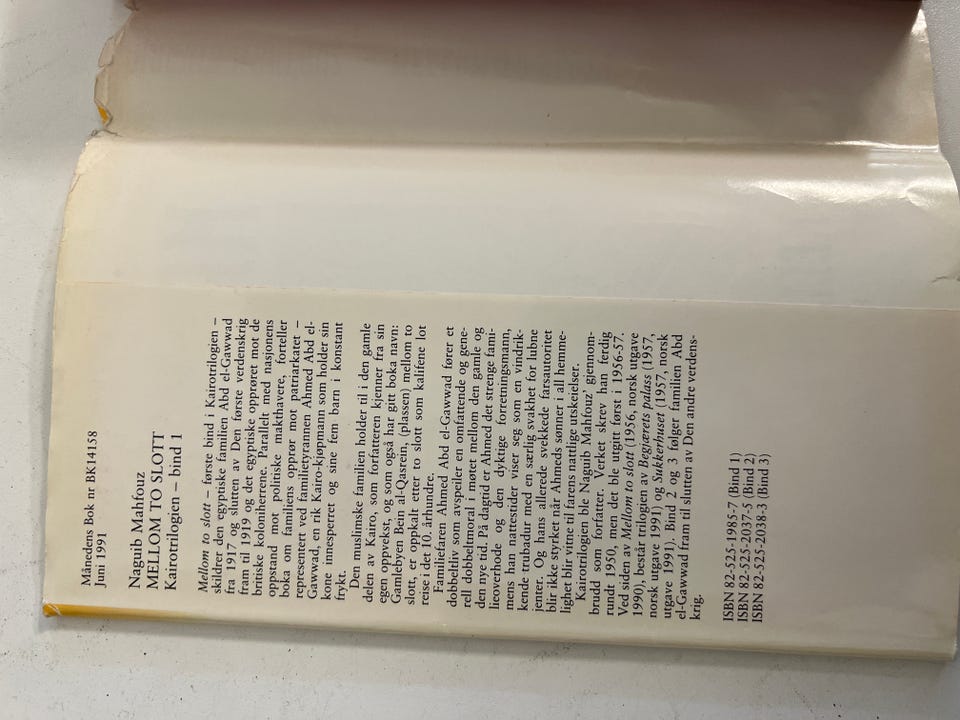 Månedens Bok nr BK14158
Juni 1991
Naguib Mahfouz
MELLOM TO SLOTT
Kairotrilogien – bind 1
Mellom to slott – første bind i Kairotrilogien –
skildrer den egyptiske familien Abd el-Gawwad
fra 1917 og slutten av Den første verdenskrig
fram til 1919 og det egyptiske opprøret mot de
britiske koloniherrene. Parallelt med nasjonens
oppstand mot politiske makthavere, forteller
boka om familiens opprør mot patriarkatet –
representert ved familietyrannen Ahmed Abd el-
Gawwad, en rik Kairo-kjøpmann som holder sin
kone innesperret og sine fem barn i konstant
frykt.
Den muslimske familien holder til i den gamle
delen av Kairo, som forfatteren kjenner fra sin
egen oppvekst, og som også har gitt boka navn:
Gamlebyen Bein al-Qasrein, (plassen) mellom to
slott, er oppkalt etter to slott som kalifene lot
reise i det 10. århundre.
Familiefaren Ahmed Abd el-Gawwad fører et
dobbeltliv som avspeiler en omfattende og gene-
rell dobbeltmoral i møtet mellom den gamle og
den nye tid. På dagtid er Ahmed det strenge fami-
lieoverhode og den dyktige forretningsmann,
mens han nattestider viser seg som en vindrik-
kende trubadur med en særlig svakhet for lubne
jenter. Og hans allerede svekkede farsautoritet
blir ikke styrket når Ahmeds sønner i all hemme-
lighet blir vitne til farens nattlige utskeielser.
Kairotrilogien ble Naguib Mahfouz' gjennom-
brudd som forfatter. Verket skrev han ferdig
rundt 1950, men det ble utgitt først i 1956-57.
Ved siden av Mellom to slott (1956, norsk utgave
1990), består trilogien av Begjærets palass (1957,
norsk utgave 1991) og Sukkerhuset (1957, norsk
utgave 1991). Bind 2 og 3 følger familien Abd
el-Gawwad fram til slutten av Den andre verdens-
krig.
ISBN 82-525-1985-7 (Bind 1)
ISBN 82-525-2037-5 (Bind 2)
ISBN 82-525-2038-3 (Bind 3)